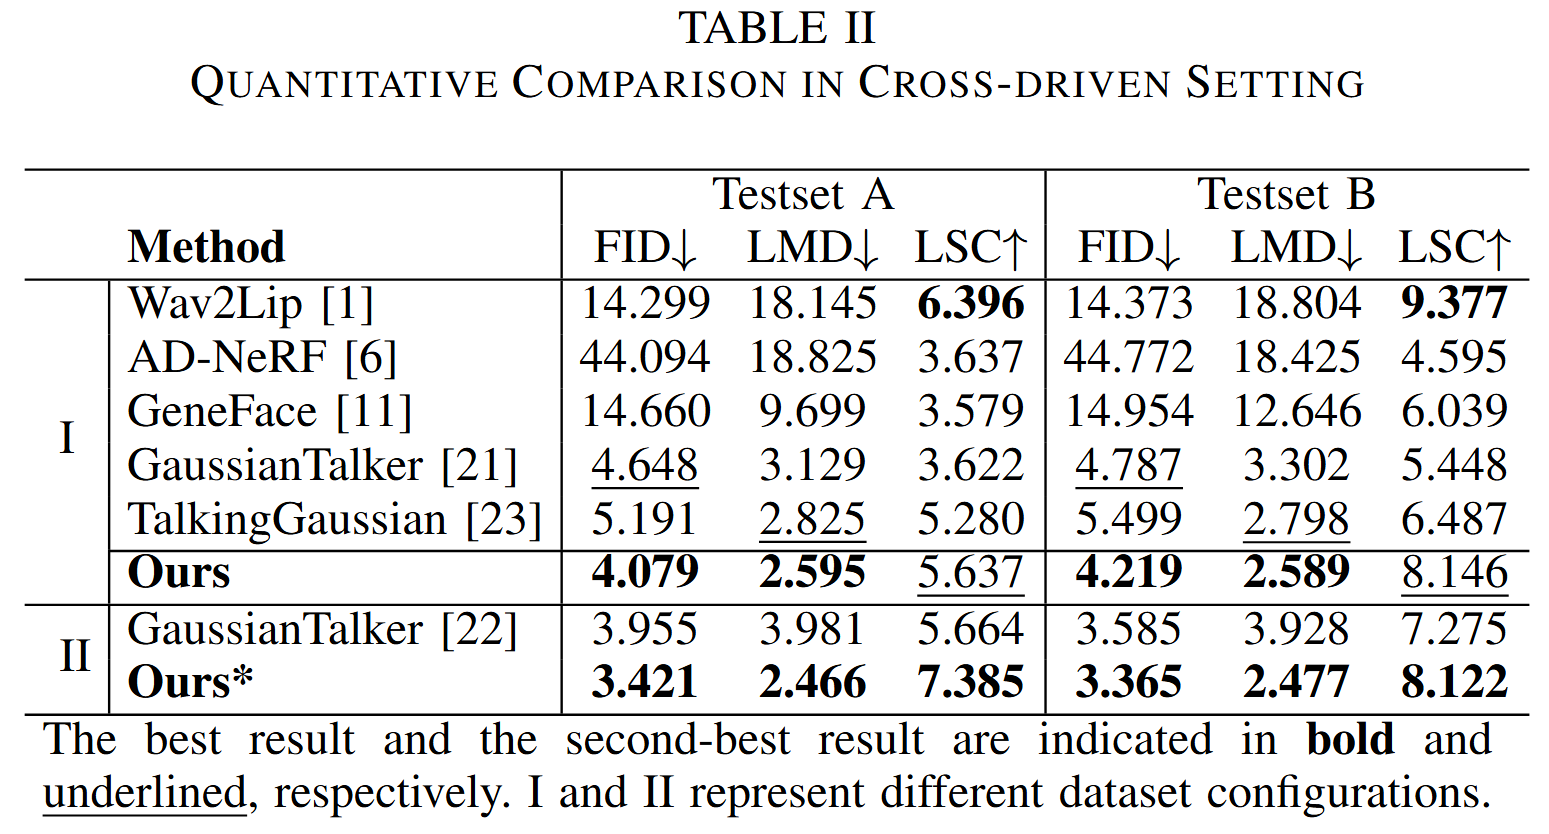 TABLE II
QUANTITATIVE COMPARISON IN CROSS-DRIVEN SETTING
Testset A Testset B
Method FID↓ LMD↓ LSC↑ FID↓ LMD↓ LSC↑
I
Wav2Lip [1] 14.299 18.145 6.396 14.373 18.804 9.377
AD-NeRF [6] 44.094 18.825 3.637 44.772 18.425 4.595
GeneFace [11] 14.660 9.699 3.579 14.954 12.646 6.039
GaussianTalker [21] 4.648 3.129 3.622 4.787 3.302 5.448
TalkingGaussian [23] 5.191 2.825 5.280 5.499 2.798 6.487
Ours 4.079 2.595 5.637 4.219 2.589 8.146
II
GaussianTalker [22] 3.955 3.981 5.664 3.585 3.928 7.275
Ours* 3.421 2.466 7.385 3.365 2.477 8.122
The best result and the second-best result are indicated in bold and
underlined, respectively. I and II represent different dataset configurations.